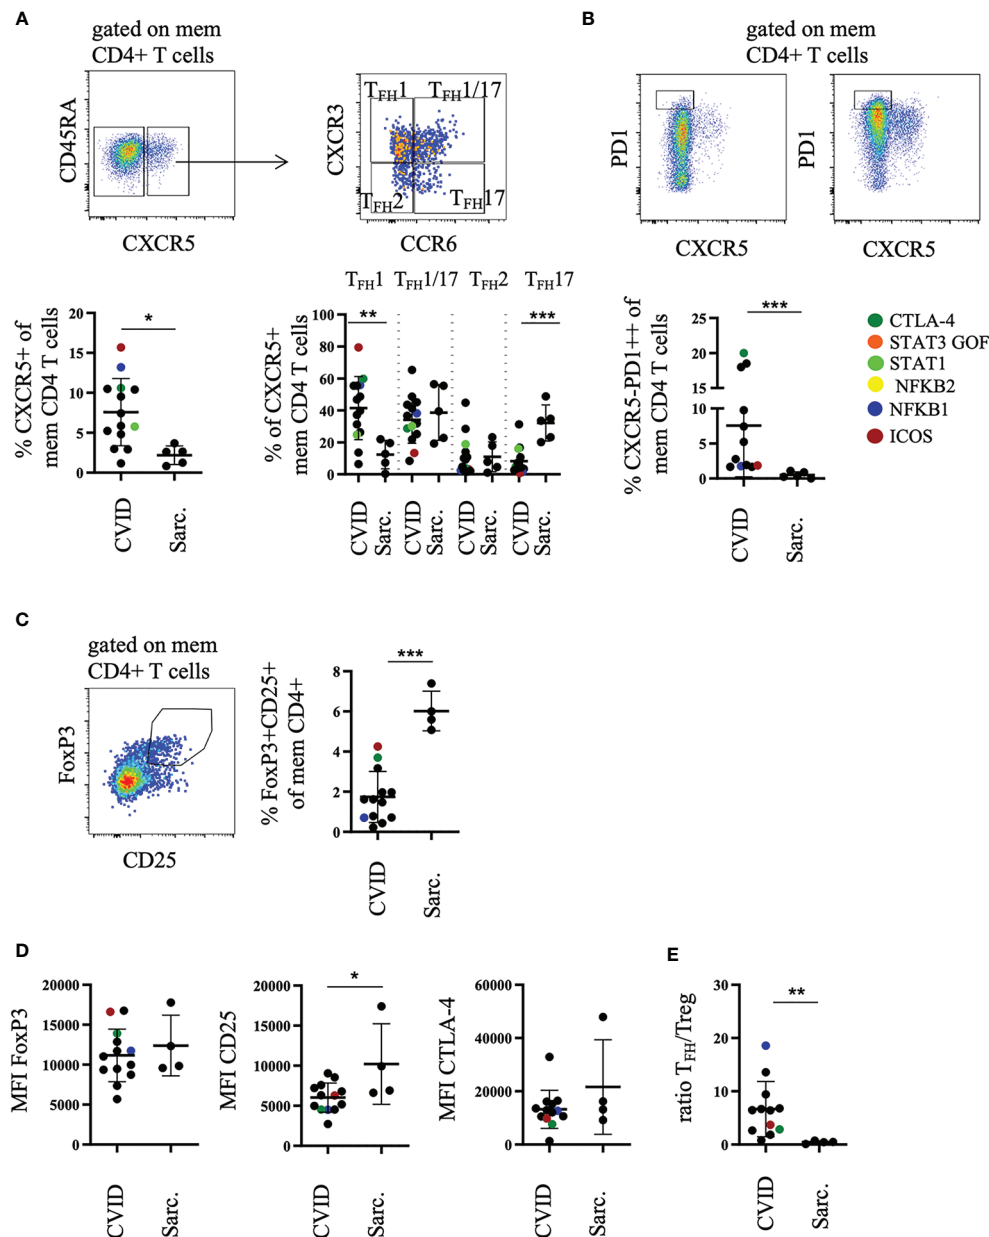 A
gated on mem
CD4+ T cells
CD45RA
CXCR5
CXCR3
TFH1
TFH1/17
TFH2
TFH17
CCR6
% CXCR5+ of
mem CD4 T cells
20
15
10
5
0
*
CVID
Sarc.
TFH1 TFH1/17 TFH2 TFH17
% of CXCR5+
mem CD4 T cells
100
80
60
40
20
0
**
***
CVID
Sarc.
CVID
Sarc.
CVID
Sarc.
CVID
Sarc.
B
gated on mem
CD4+ T cells
PD1
CXCR5
PD1
CXCR5
% CXCR5-PD1++ of
mem CD4 T cells
25
20
15
10
5
0
***
CVID
Sarc.
CTLA-4
STAT3 GOF
STAT1
NFKB2
NFKB1
ICOS
C
gated on mem
CD4+ T cells
FoxP3
CD25
% FoxP3+CD25+
of mem CD4+
8
6
4
2
0
***
CVID
Sarc.
D
MFI FoxP3
20000
15000
10000
5000
0
CVID
Sarc.
MFI CD25
20000
15000
10000
5000
0
*
CVID
Sarc.
MFI CTLA-4
60000
40000
20000
0
CVID
Sarc.
E
ratio TFH/Treg
30
20
10
0
**
CVID
Sarc.